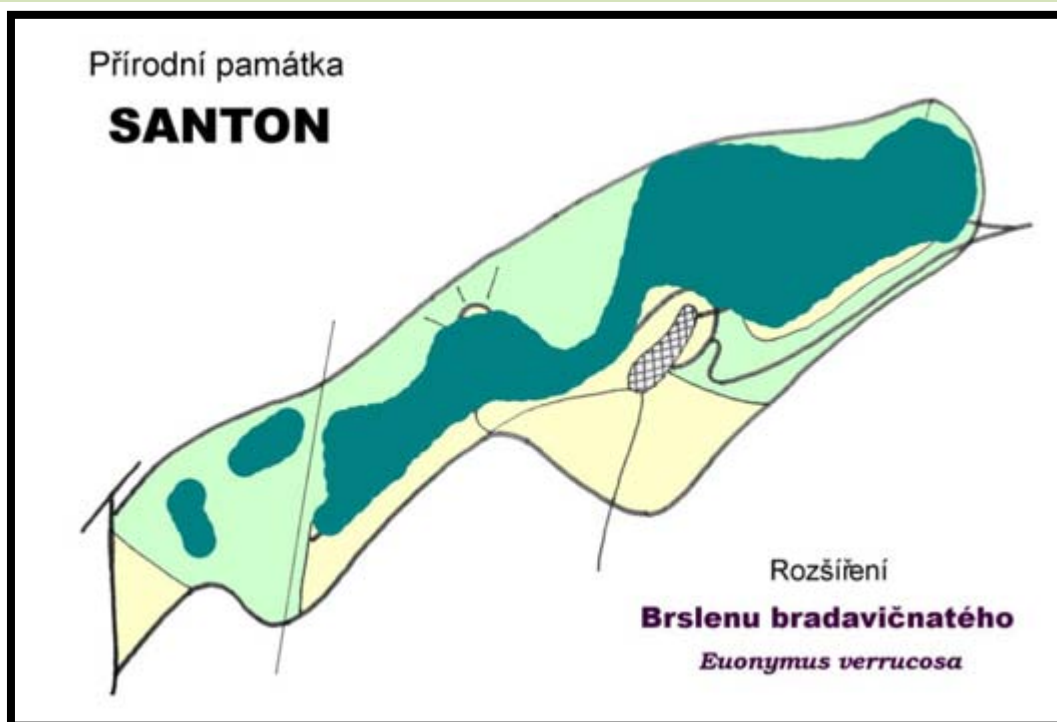 Přírodní památka
SANTON
Rozšíření
Brslenu bradavičnatého
Euonymus verrucosa